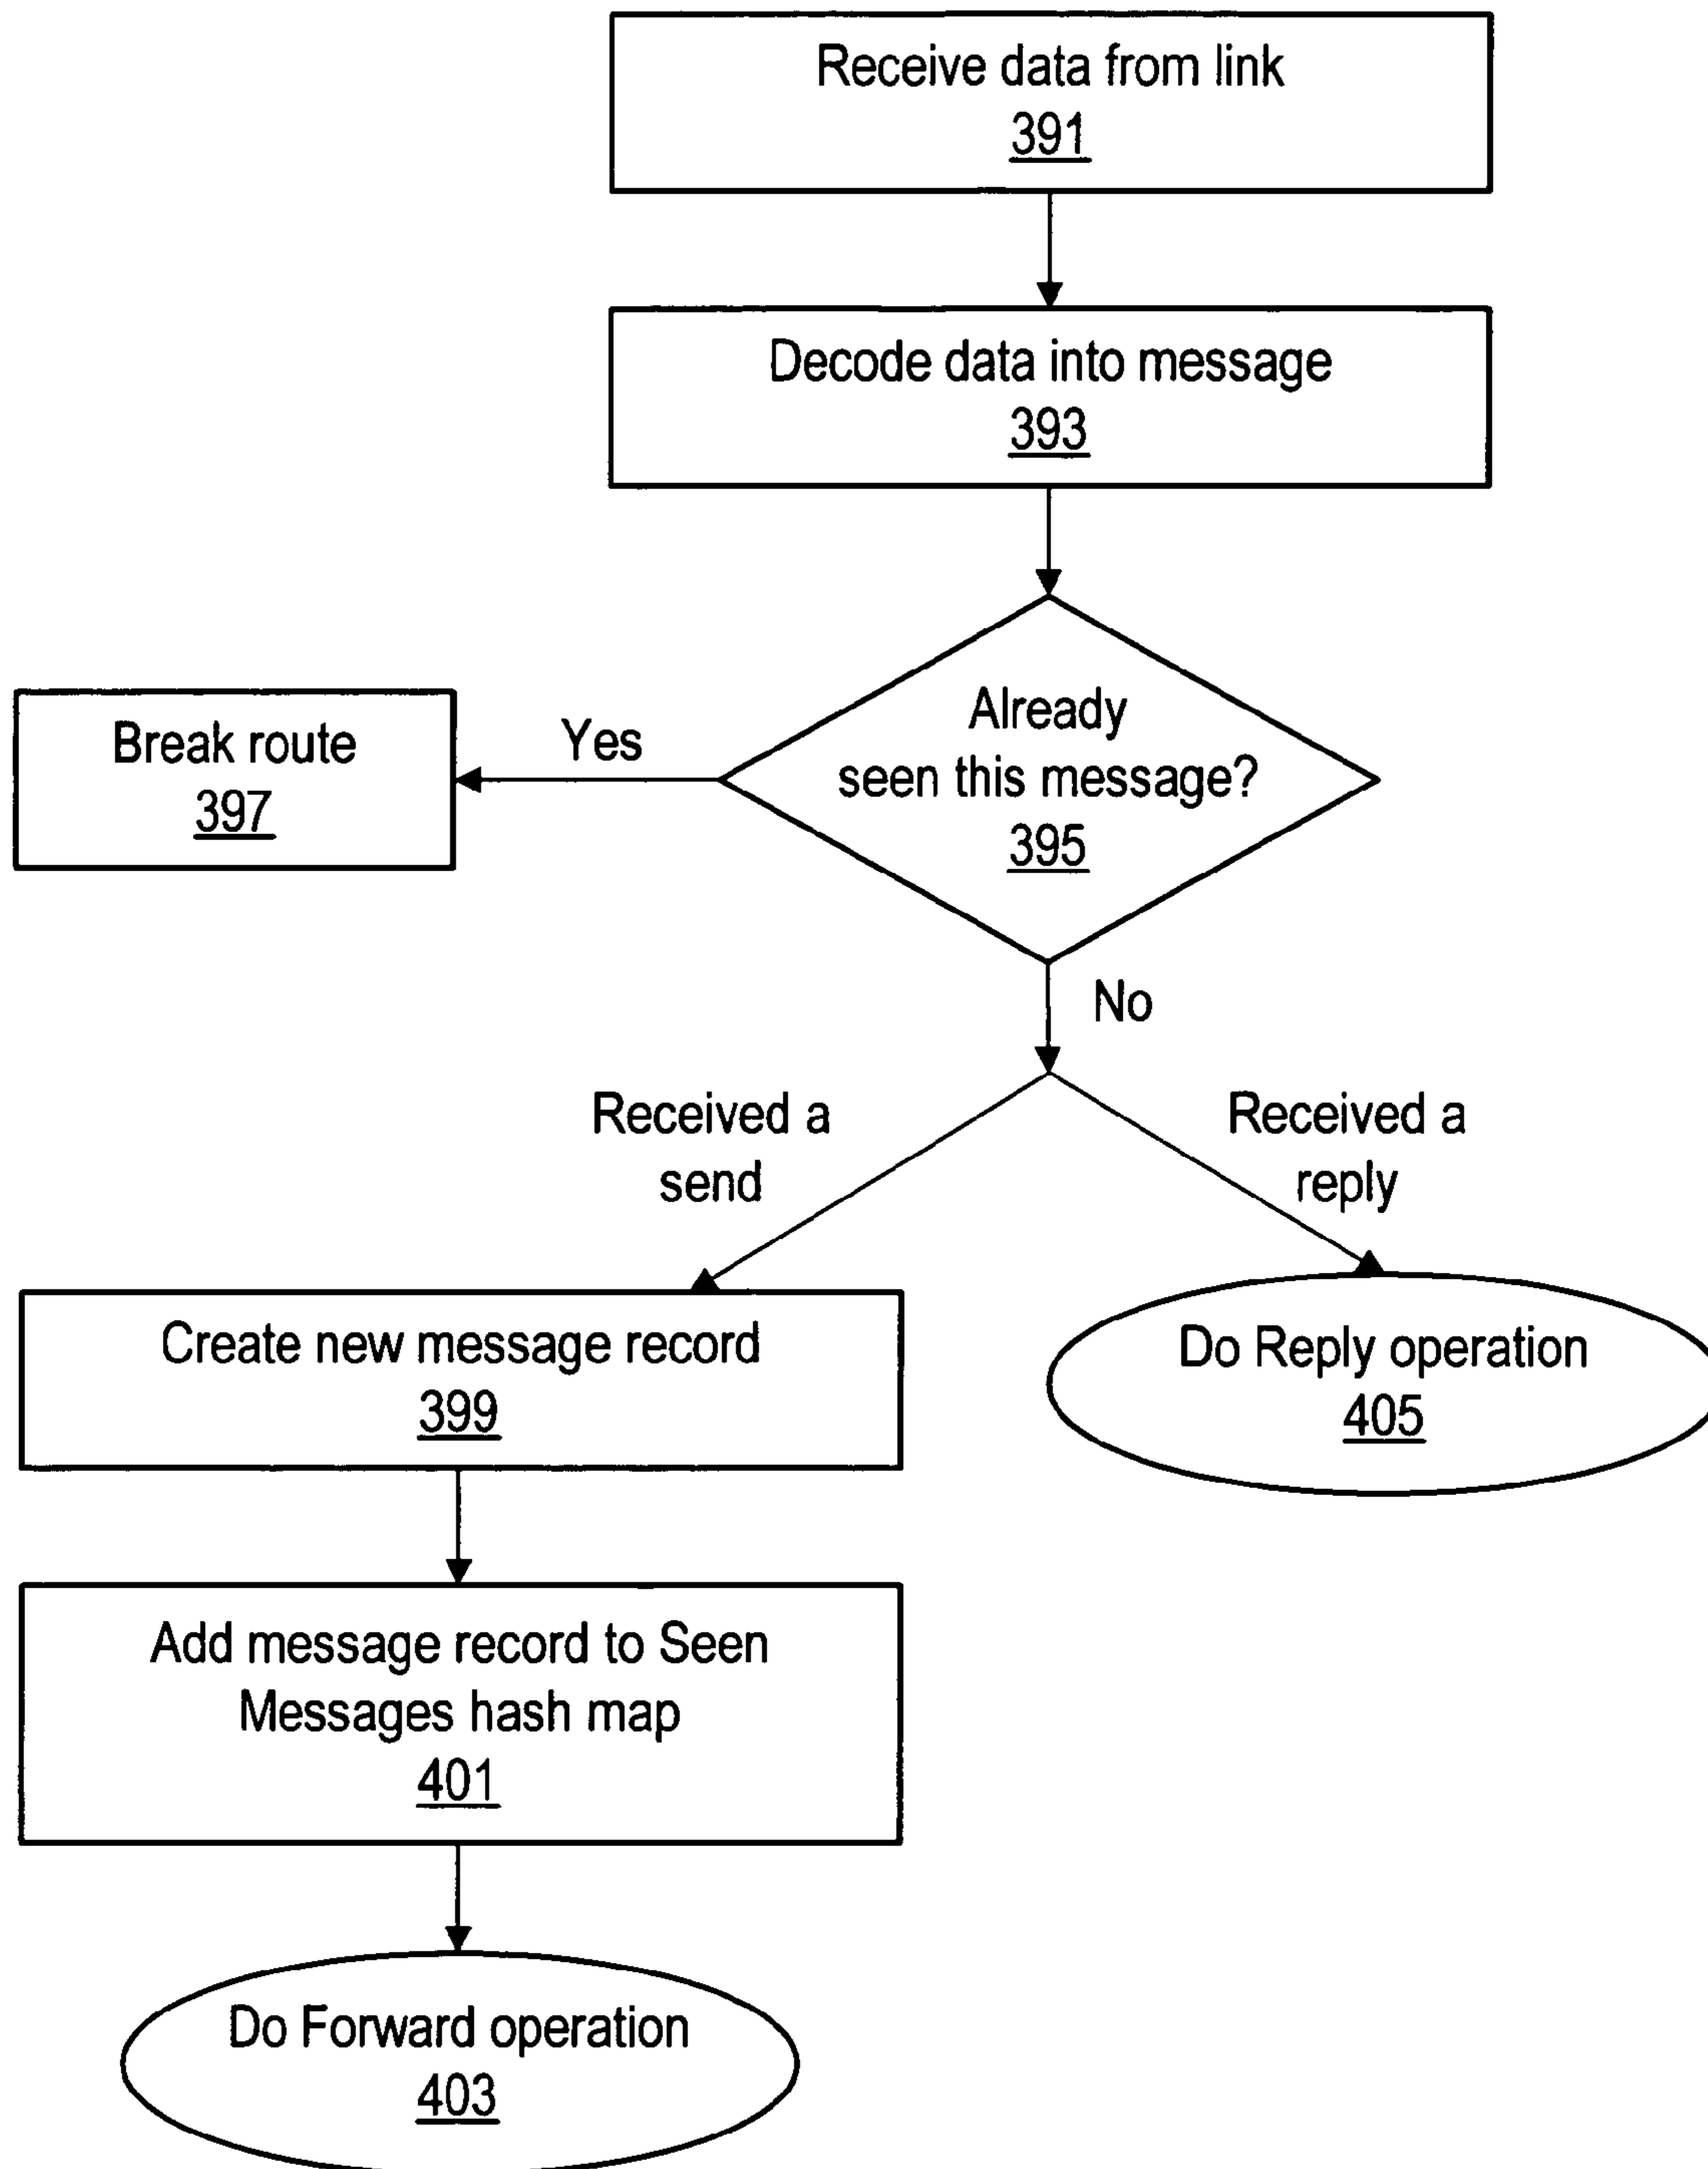 Receive data from link
391
Decode data into message
393
Already
seen this message?
395
Yes
Break route
397
No
Received a
send
Received a
reply
Create new message record
399
Do Reply operation
405
Add message record to Seen
Messages hash map
401
Do Forward operation
403